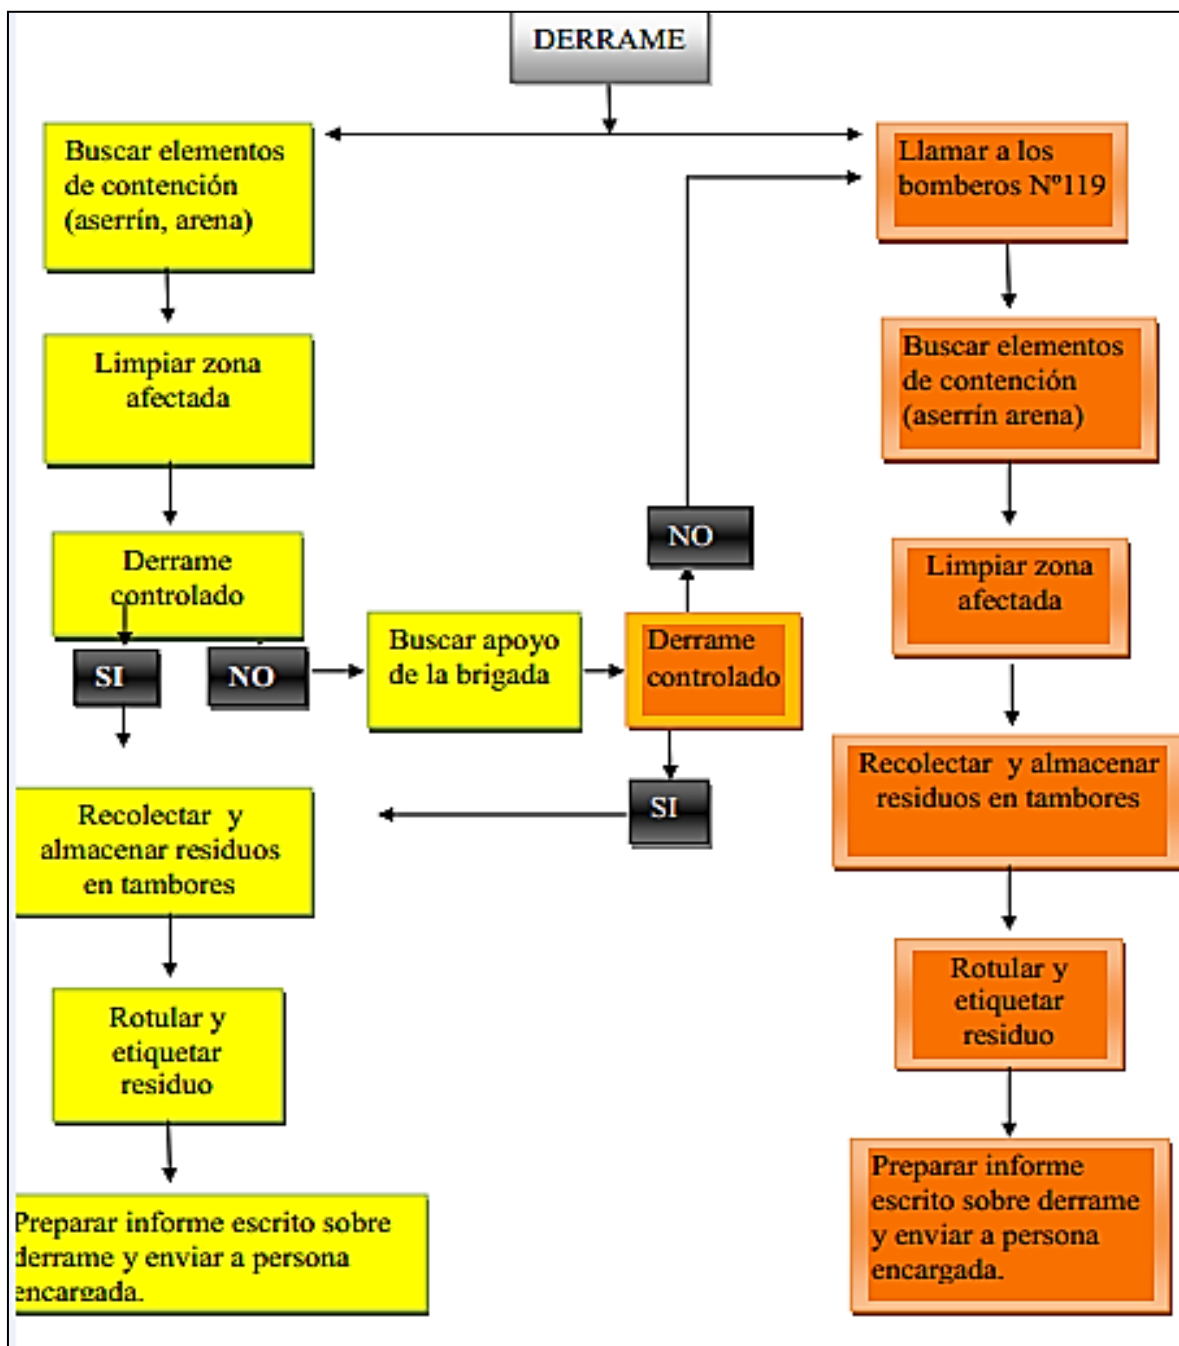 DERRAME
Buscar elementos
de contención
(aserrín, arena)
Limpiar zona
afectada
Derrame
controlado
SI
NO
Buscar apoyo
de la brigada
Derrame
controlado
NO
SI
Recolectar y
almacenar residuos
en tambores
Rotular y
etiquetar
residuo
Preparar informe escrito sobre
derrame y enviar a persona
encargada.
Llamar a los
bomberos Nº119
Buscar elementos
de contención
(aserrín arena)
Limpiar zona
afectada
Recolectar y almacenar
residuos en tambores
Rotular y
etiquetar
residuo
Preparar informe
escrito sobre derrame
y enviar a persona
encargada.